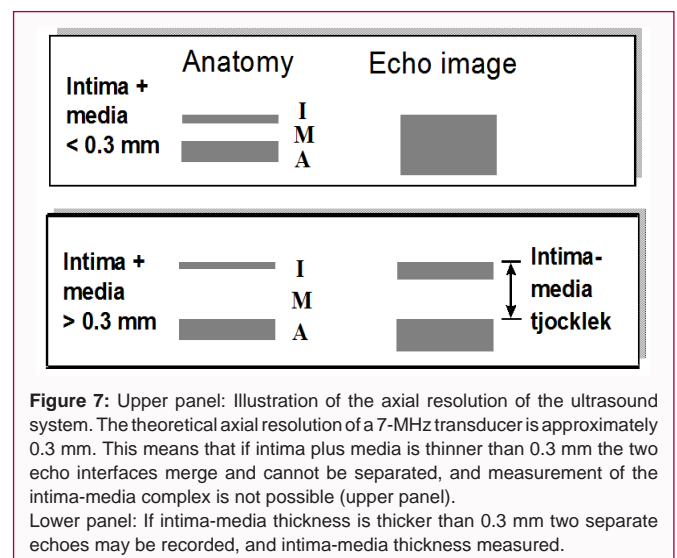 Anatomy Echo image
Intima +
media
< 0.3 mm
I
M
A
Intima +
media
> 0.3 mm
I
M
A
Intima-
media
tjocklek
Figure 7: Upper panel: Illustration of the axial resolution of the ultrasound
system. The theoretical axial resolution of a 7-MHz transducer is approximately
0.3 mm. This means that if intima plus media is thinner than 0.3 mm the two
echo interfaces merge and cannot be separated, and measurement of the
intima-media complex is not possible (upper panel).
Lower panel: If intima-media thickness is thicker than 0.3 mm two separate
echoes may be recorded, and intima-media thickness measured.